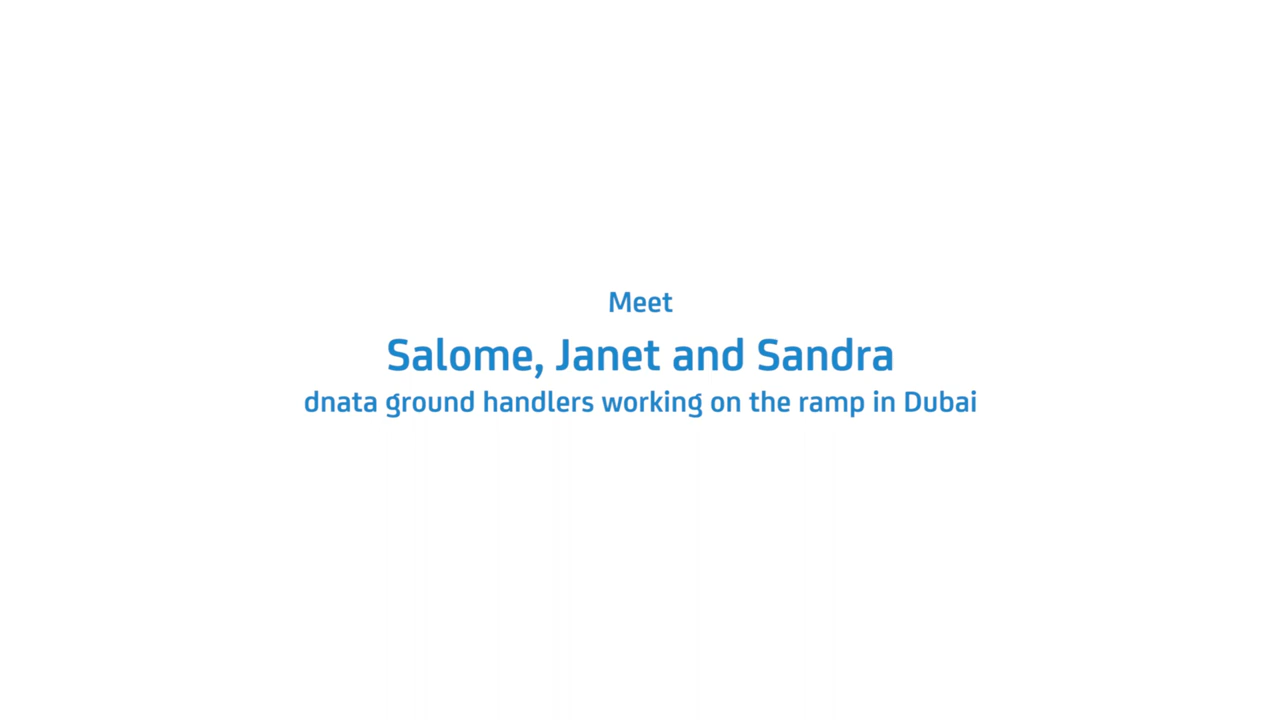 Meet
Salome, Janet and Sandra
dnata ground handlers working on the ramp in Dubai